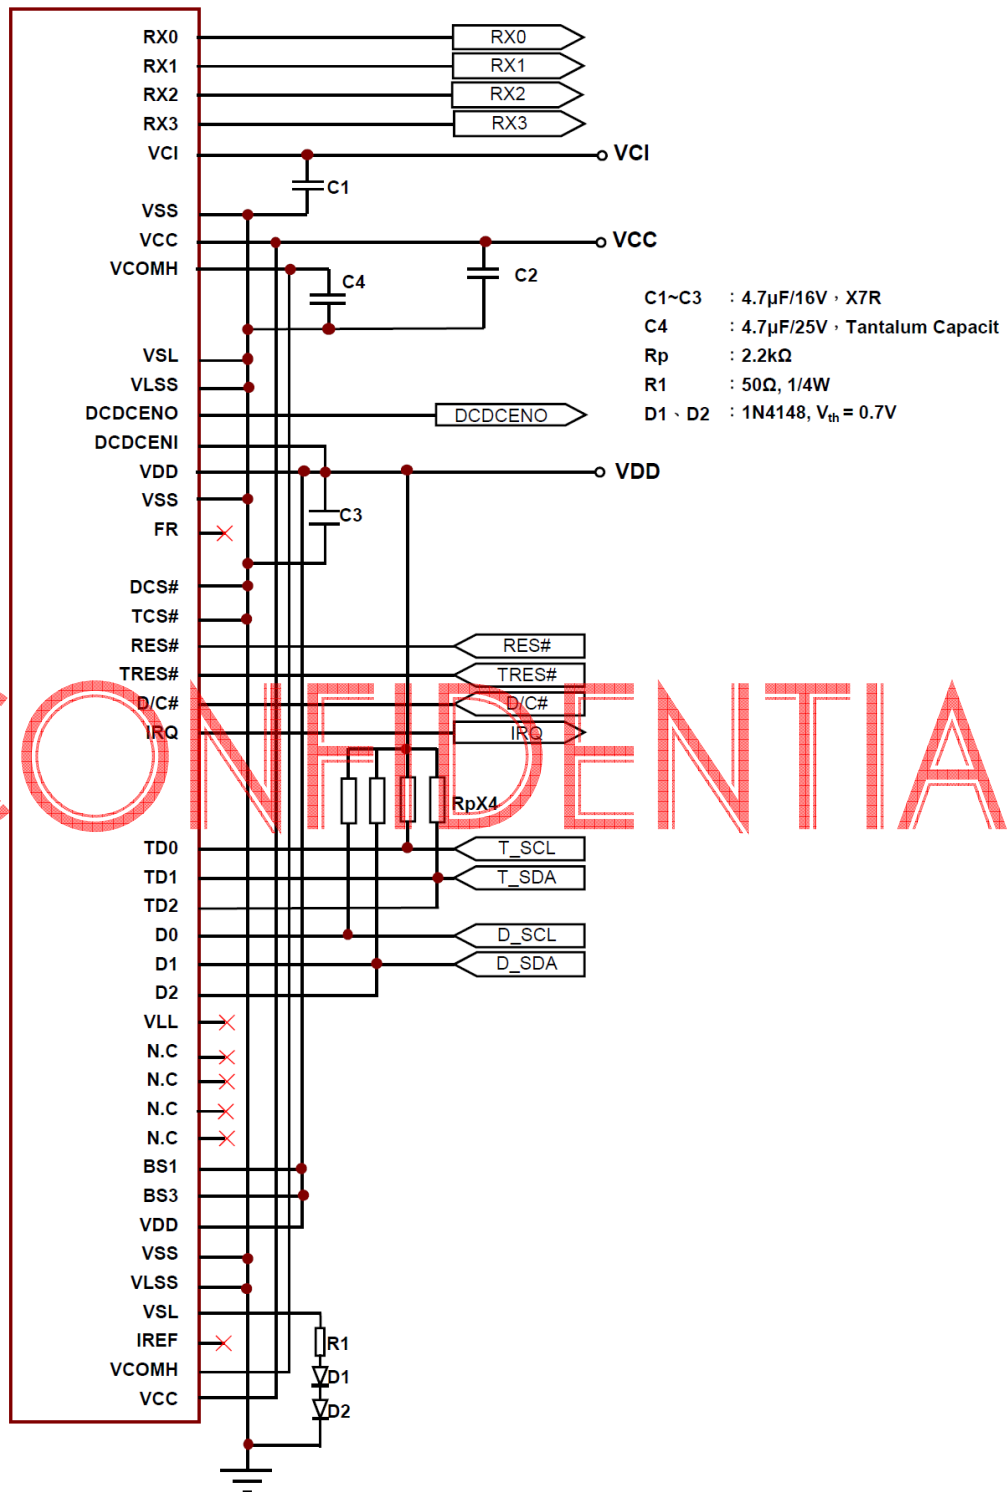 RX0 RX0
RX1 RX1
RX2 RX2
RX3 RX3
VCI VCI
C1
VSS
VCC VCC
VCOMH
C4 C2
C1~C3 : 4.7µF/16V，X7R
C4 : 4.7µF/25V，Tantalum Capacit
VSL Rp : 2.2kΩ
VLSS R1 : 50Ω, 1/4W
DCDCENO DCDCENO D1、D2 : 1N4148, Vth = 0.7V
DCDCENI
VDD VDD
VSS
C3
FR
DCS#
TCS#
RES# RES#
TRES# TRES#
D/C# D/C#
IRQ IRQ
CONFIDENTIA
RpX4
TD0 T_SCL
TD1 T_SDA
TD2
D0 D_SCL
D1 D_SDA
D2
VLL
N.C
N.C
N.C
N.C
BS1
BS3
VDD
VSS
VLSS
VSL
IREF R1
VCOMH D1
VCC D2